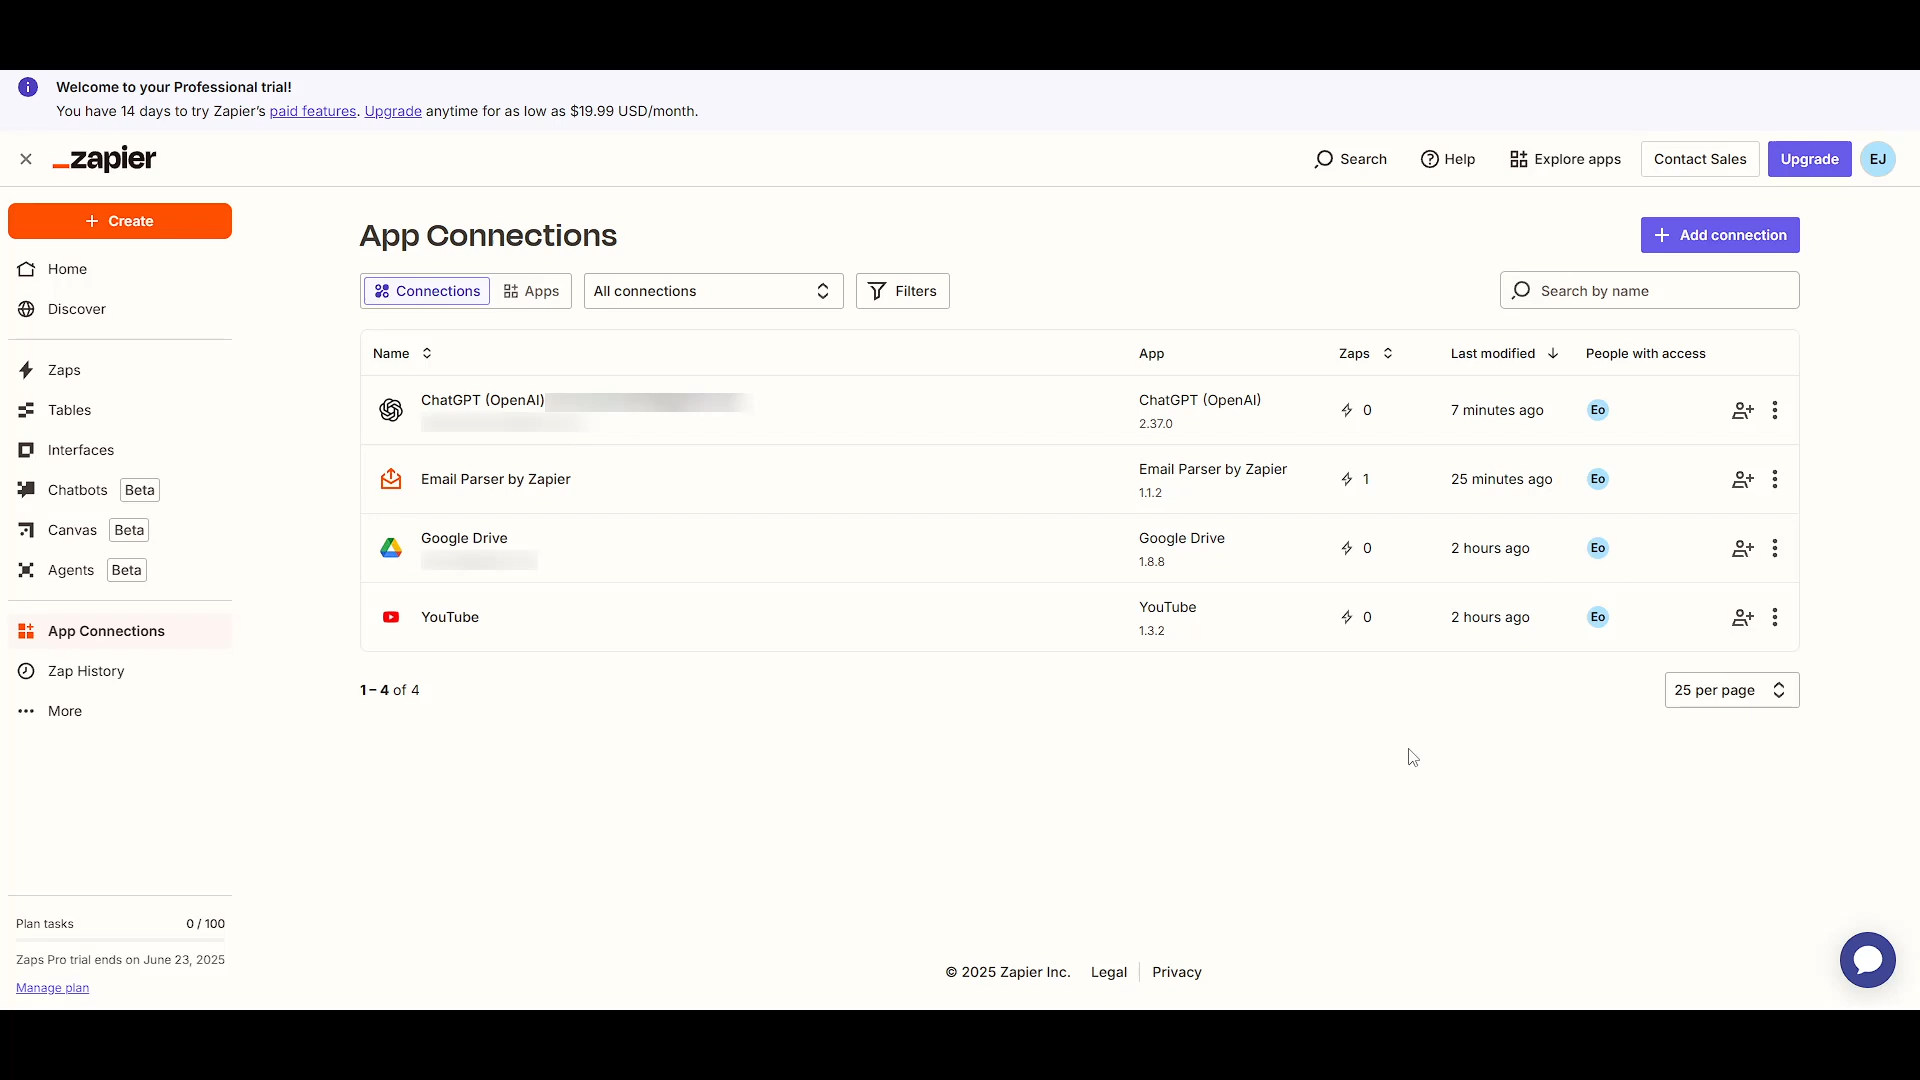 Welcome to your Professional trial!
You have 14 days to try Zapier's paid features. Upgrade anytime for as low as $19.99 USD/month.
zapier
Search
Help
Explore apps
Contact Sales
Upgrade
EJ
Create
Home
Discover
Zaps
Tables
Interfaces
Chatbots Beta
Canvas Beta
Agents Beta
App Connections
Zap History
More
Plan tasks 0 / 100
Zaps Pro trial ends on June 23, 2025
Manage plan
App Connections
Add connection
Connections
Apps
All connections
Filters
Search by name
Name App Zaps Last modified People with access
ChatGPT (OpenAI) ChatGPT (OpenAI) 0 7 minutes ago Eo
2.37.0
Email Parser by Zapier Email Parser by Zapier 1 25 minutes ago Eo
1.1.2
Google Drive Google Drive 0 2 hours ago Eo
1.8.8
YouTube YouTube 0 2 hours ago Eo
1.3.2
1 – 4 of 4
25 per page
© 2025 Zapier Inc. Legal Privacy